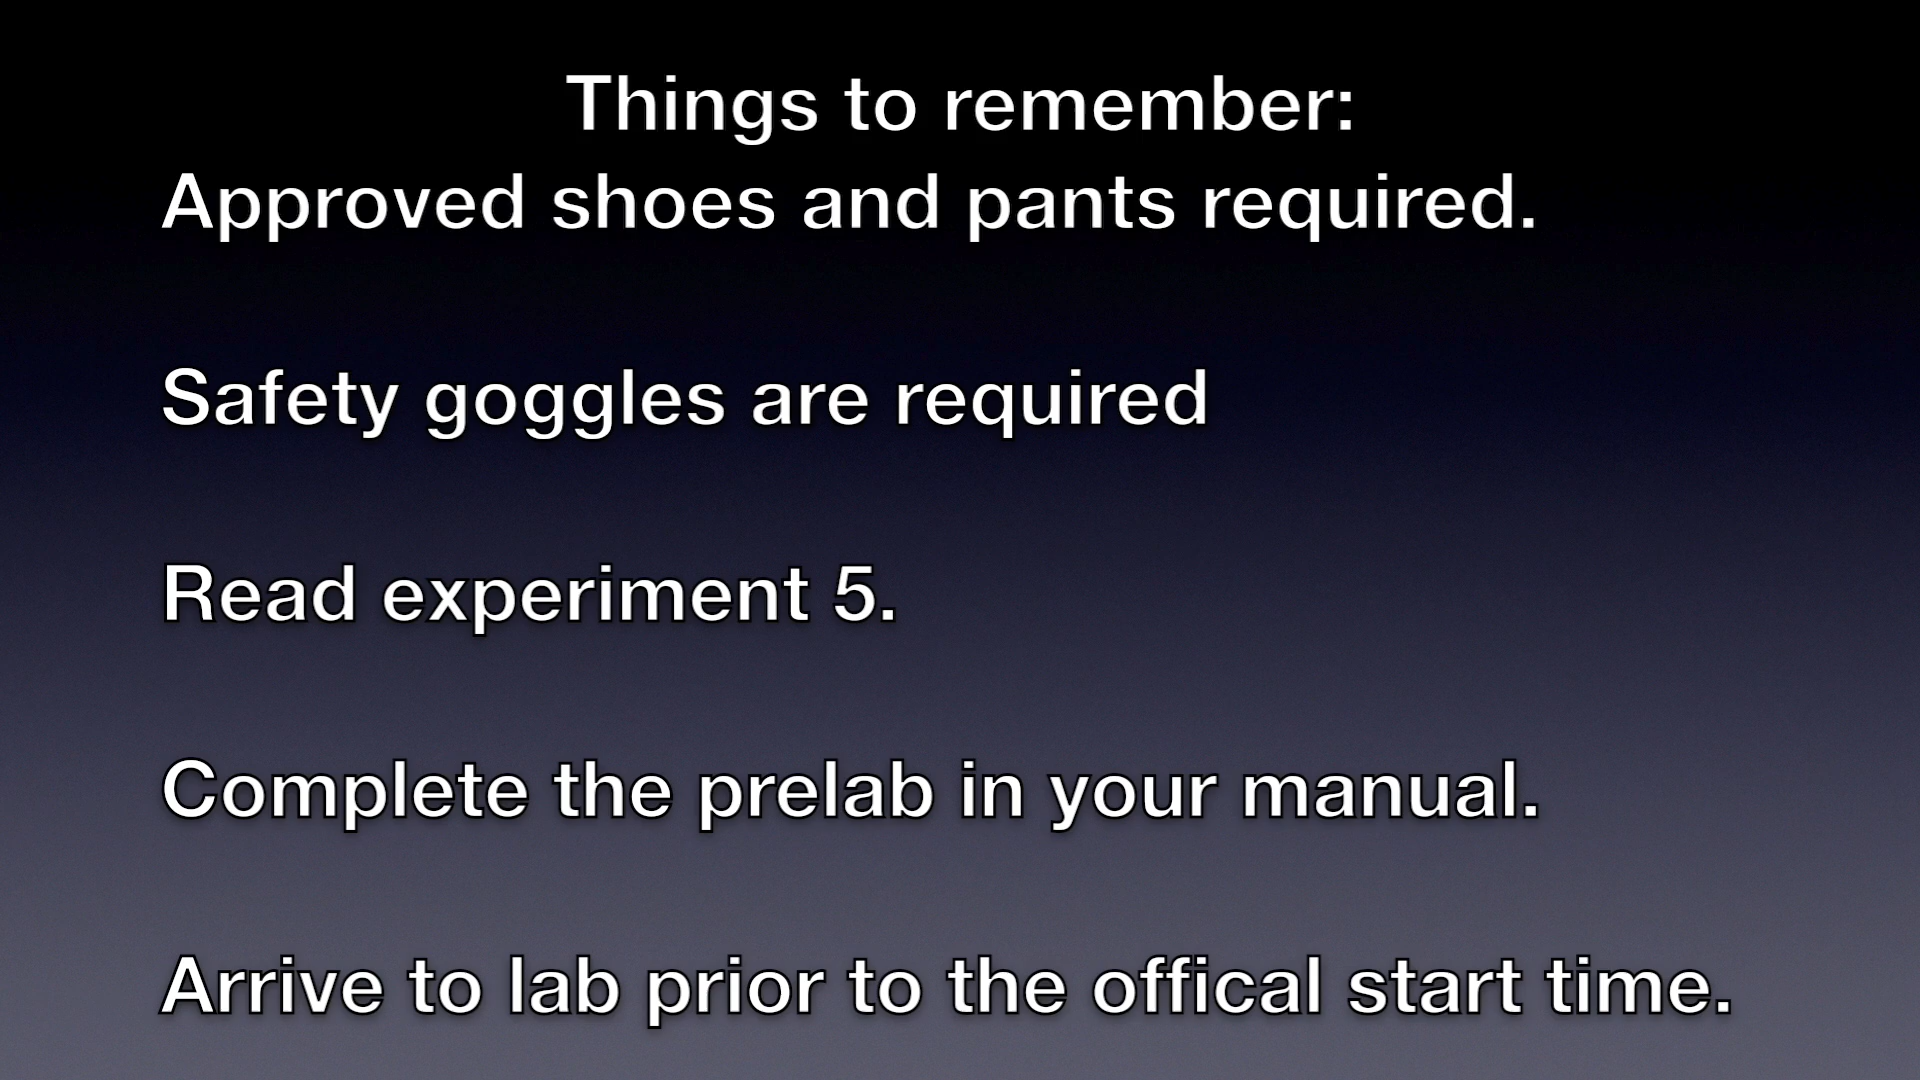 Things to remember:
Approved shoes and pants required.
Safety goggles are required
Read experiment 5.
Complete the prelab in your manual.
Arrive to lab prior to the offical start time.